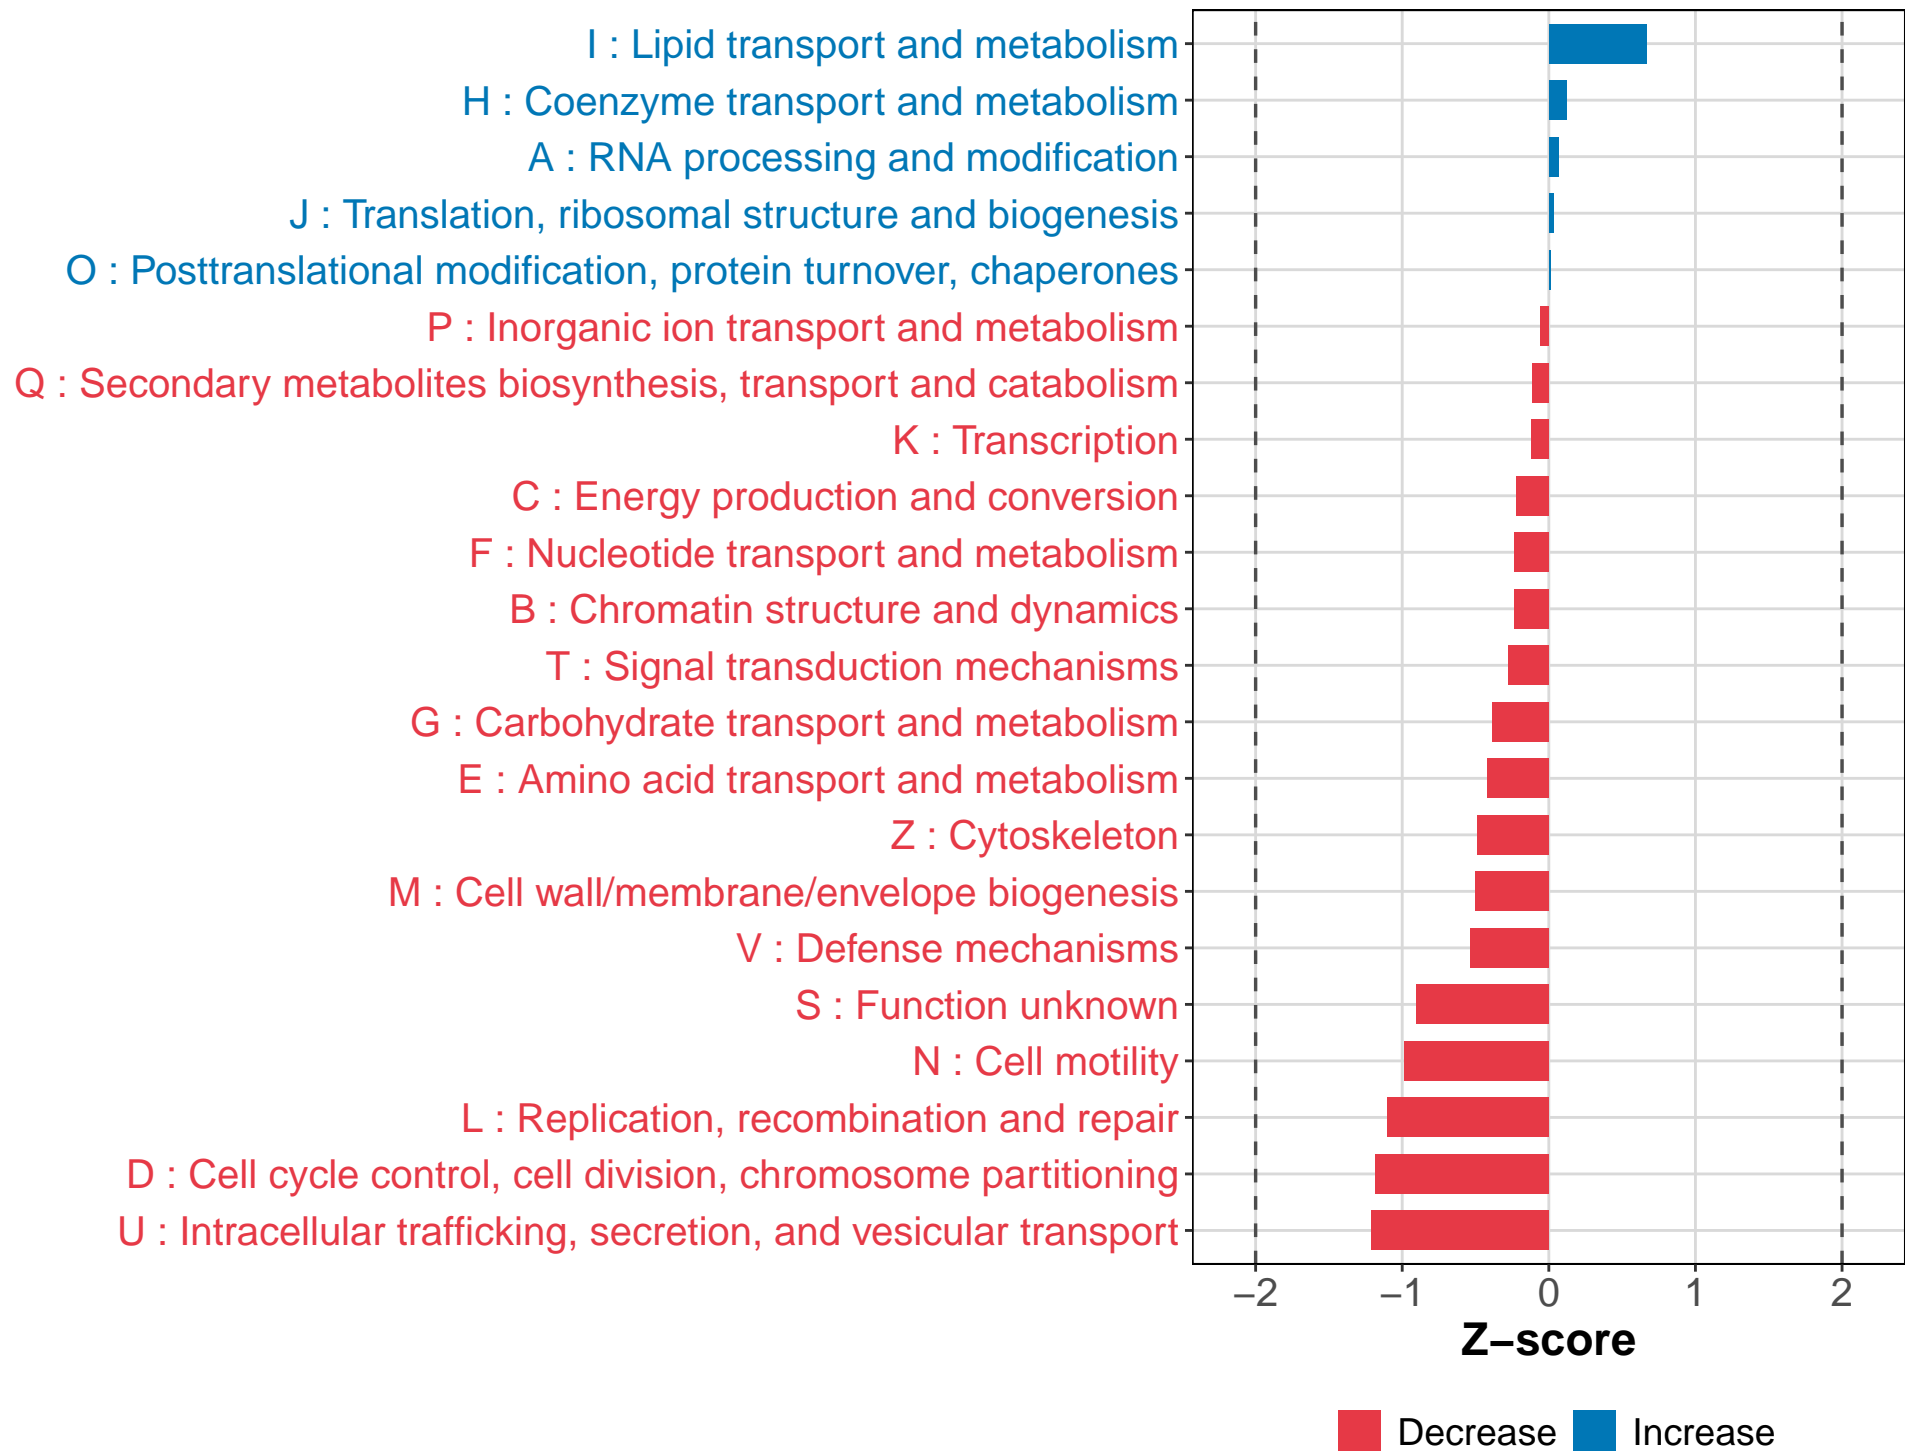 I : Lipid transport and metabolism
H : Coenzyme transport and metabolism
A : RNA processing and modification
J : Translation, ribosomal structure and biogenesis
O : Posttranslational modification, protein turnover, chaperones
P : Inorganic ion transport and metabolism
Q : Secondary metabolites biosynthesis, transport and catabolism
K : Transcription
C : Energy production and conversion
F : Nucleotide transport and metabolism
B : Chromatin structure and dynamics
T : Signal transduction mechanisms
G : Carbohydrate transport and metabolism
E : Amino acid transport and metabolism
Z : Cytoskeleton
M : Cell wall/membrane/envelope biogenesis
V : Defense mechanisms
S : Function unknown
N : Cell motility
L : Replication, recombination and repair
D : Cell cycle control, cell division, chromosome partitioning
U : Intracellular trafficking, secretion, and vesicular transport
−2 −1 0 1 2
Z−score
Decrease Increase